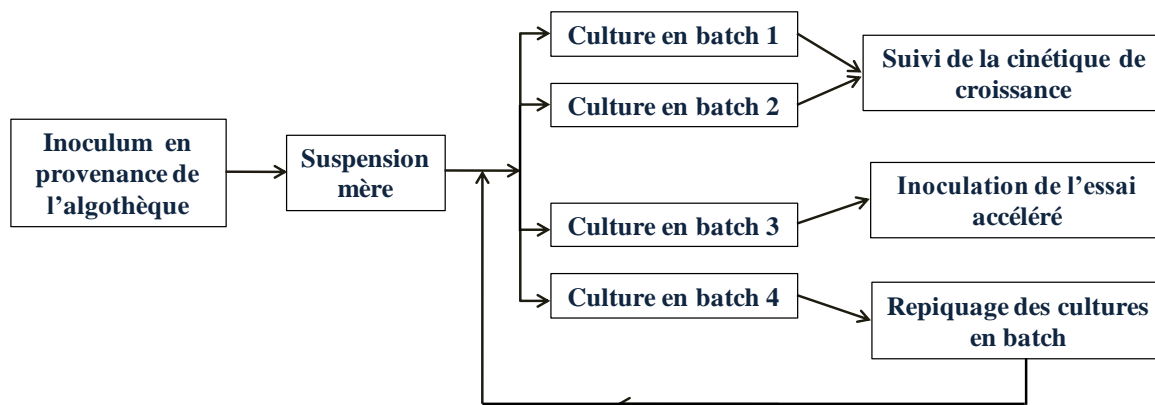 Inoculum en
provenance de
l'algothèque
Suspension
mère
Culture en batch 1
Culture en batch 2
Culture en batch 3
Culture en batch 4
Suivi de la cinétique de
croissance
Inoculation de l'essai
accéléré
Repiquage des cultures
en batch